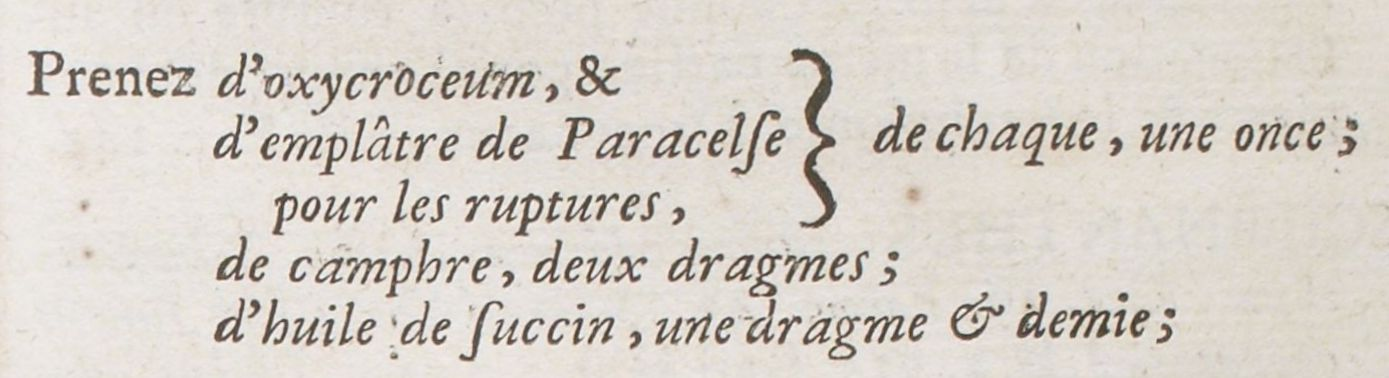 Prenez d'oxycroceum, &
d'emplâtre de Paracelſe } de chaque, une once;
pour les ruptures,
de camphre, deux dragmes;
d'huile de ſuccin, une dragme & demie;